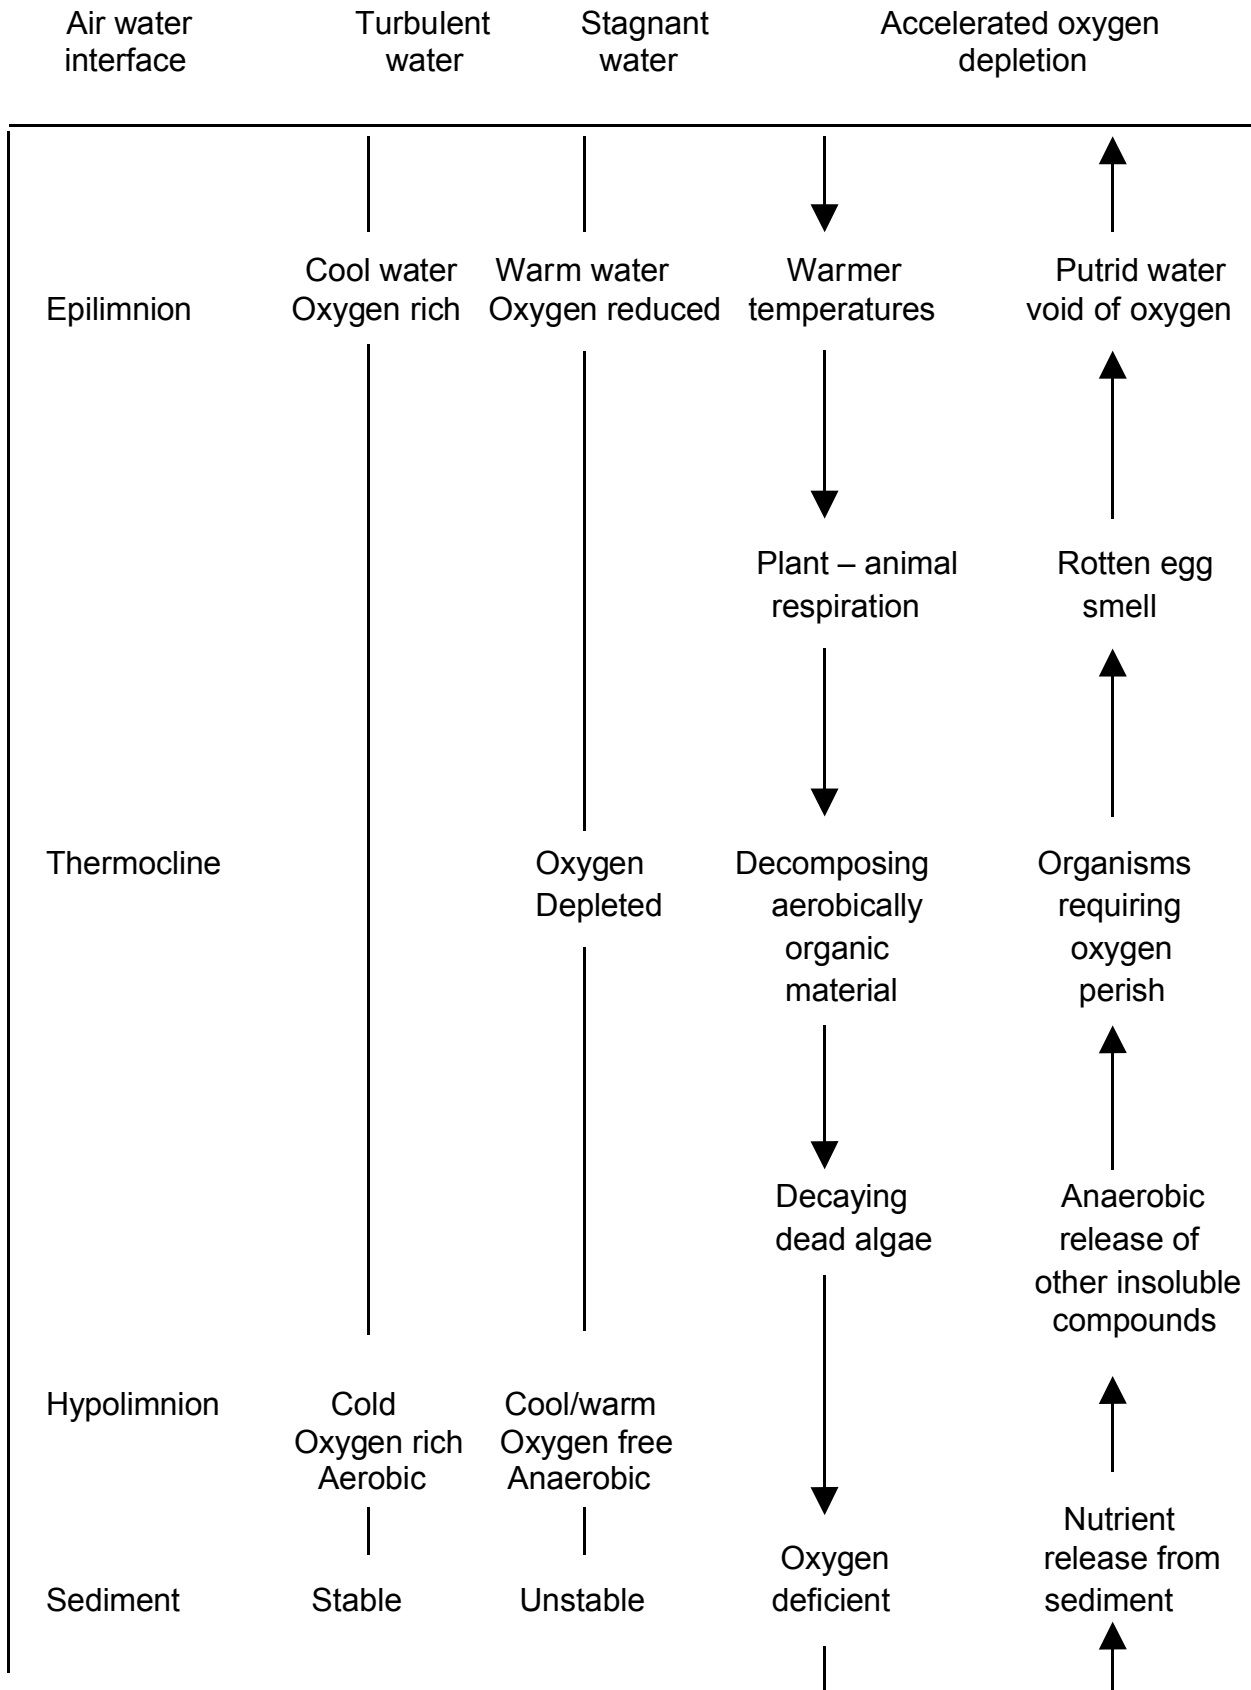 Air water
interface
Turbulent
water
Stagnant
water
Accelerated oxygen
depletion
Epilimnion
Cool water
Oxygen rich
Warm water
Oxygen reduced
Warmer
temperatures
Putrid water
void of oxygen
Plant – animal
respiration
Rotten egg
smell
Thermocline
Oxygen
Depleted
Decomposing
aerobically
organic
material
Organisms
requiring
oxygen
perish
Decaying
dead algae
Anaerobic
release of
other insoluble
compounds
Hypolimnion
Cold
Oxygen rich
Aerobic
Cool/warm
Oxygen free
Anaerobic
Sediment
Stable
Unstable
Oxygen
deficient
Nutrient
release from
sediment